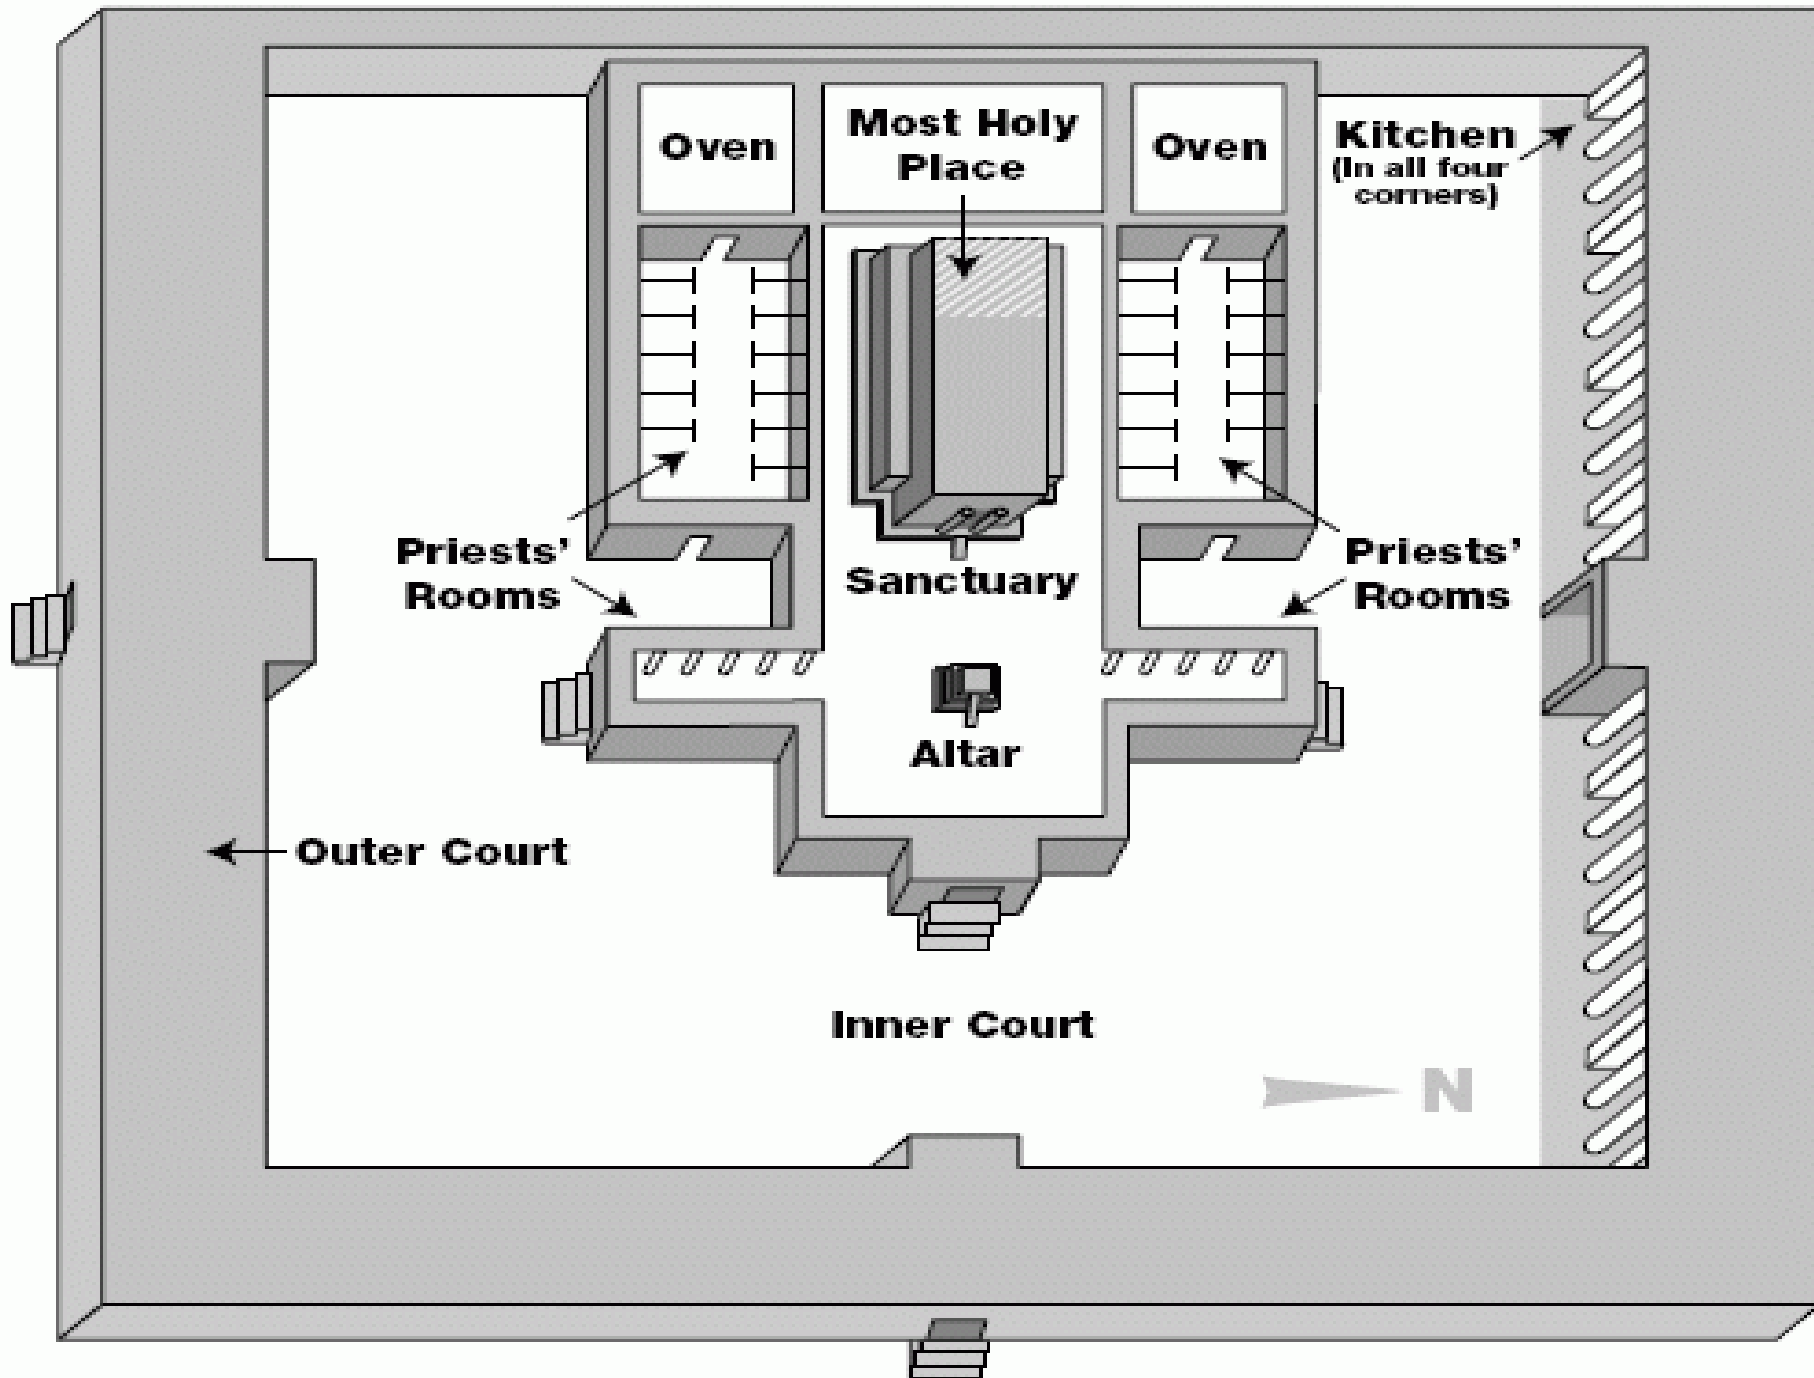 Oven
Most Holy
Place
Oven
Kitchen
(In all four
corners)
Priests'
Rooms
Sanctuary
Priests'
Rooms
Altar
Outer Court
Inner Court
N